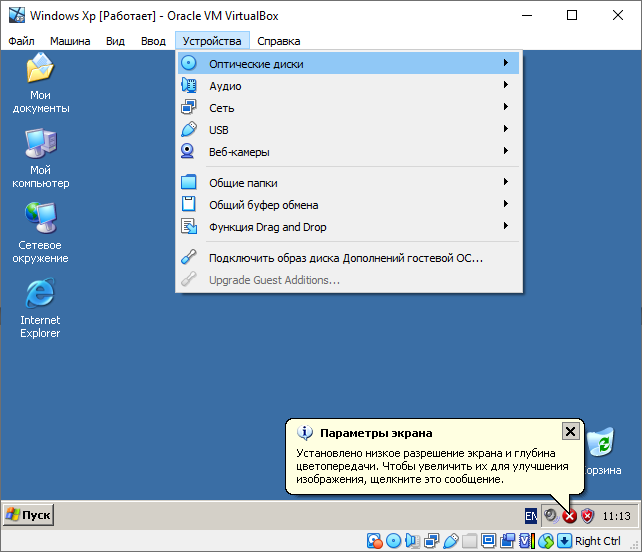 Windows Xp [Работает] - Oracle VM VirtualBox
Файл Машина Вид Ввод Устройства Справка
Оптические диски
Аудио
Сеть
USB
Веб-камеры
Общие папки
Общий буфер обмена
Функция Drag and Drop
Подключить образ диска Дополнений гостевой ОС...
Upgrade Guest Additions...
Мои
документы
Мой
компьютер
Сетевое
окружение
Internet
Explorer
Параметры экрана
Установлено низкое разрешение экрана и глубина
цветопередачи. Чтобы увеличить их для улучшения
изображения, щелкните это сообщение.
орзина
Пуск
EN
11:13
Right Ctrl